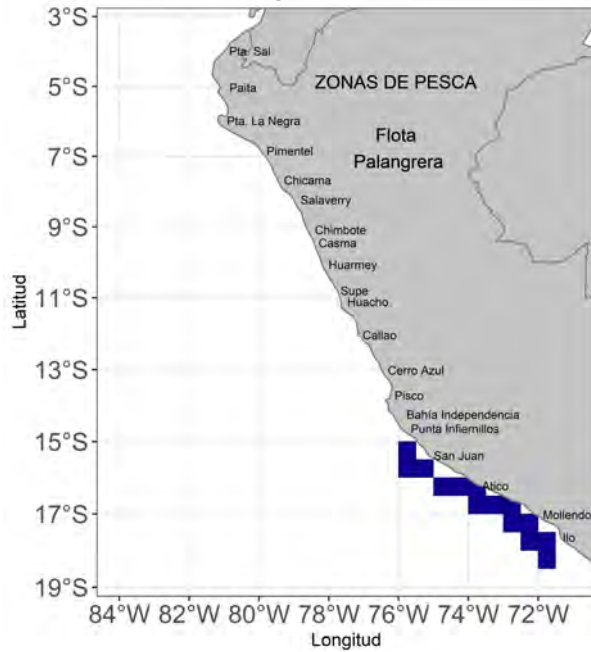 3°S
Pta. Sal
ZONAS DE PESCA
5°S
Paita
Pta. La Negra
Flota
Palangrera
7°S
Pimentel
Chicama
Salaverry
9°S
Chimbote
Casma
Huarmey
Latitud
11°S
Supe
Huacho
Callao
13°S
Cerro Azul
Pisco
Bahía Independencia
Punta Infiernillos
15°S
San Juan
Atico
17°S
Mollendo
Ilo
19°S
84°W 82°W 80°W 78°W 76°W 74°W 72°W
Longitud